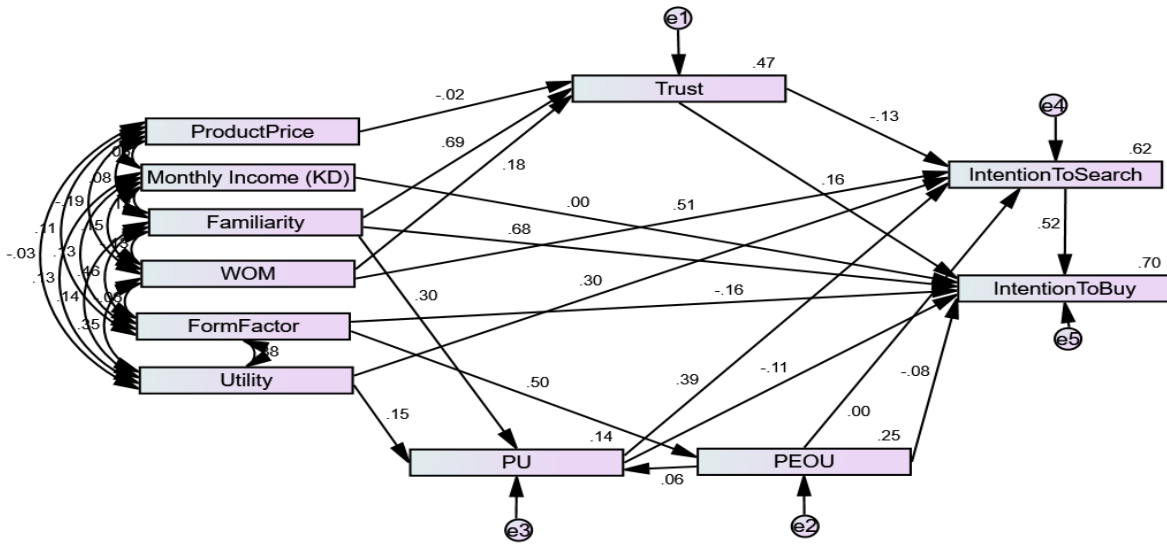 e1
.47
Trust
-.02
-.13
e4
ProductPrice
.69
.62
.08
Monthly Income (KD)
.18
IntentionToSearch
-.19
.16
Familiarity
.00
.51
.11
.15
.68
.52
-.03
.13
WOM
.70
.13
.46
.30
IntentionToBuy
.14
-.06
.30
-.16
FormFactor
e5
.35
Utility
.50
.39
-.11
-.08
.15
.00
.14
.25
PU
PEOU
.06
e3
e2